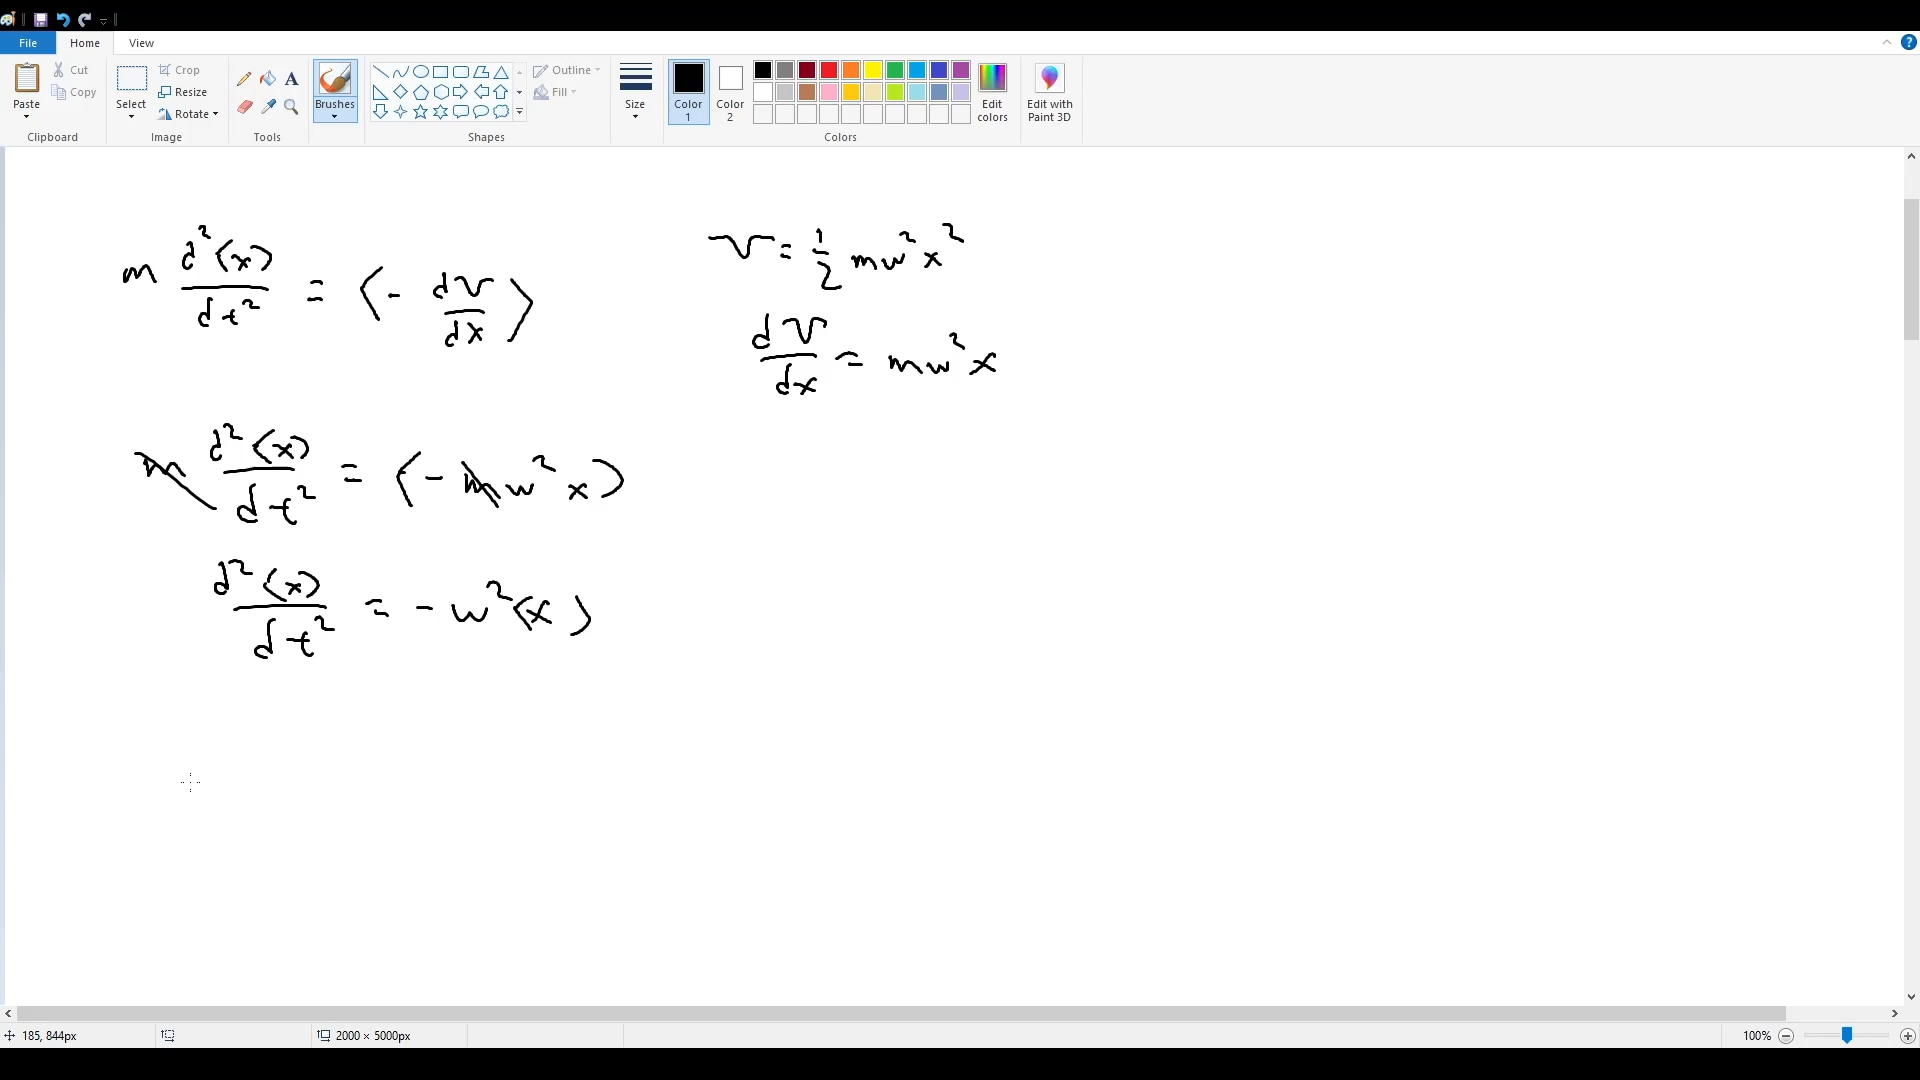 File Home View
Paste Cut Copy Clipboard
Select Crop Resize Rotate Image
A Tools
Brushes
Shapes Outline Fill
Size
Color 1 Color 2 Edit colors Colors
Edit with Paint 3D
?
m d²⟨x⟩/dt² = ⟨- dV/dx⟩
V = 1/2 mw²x²
dV/dx = mw²x
m d²⟨x⟩/dt² = ⟨- mw²x⟩
d²⟨x⟩/dt² = - w²⟨x⟩
185, 844px 2000 × 5000px 100%